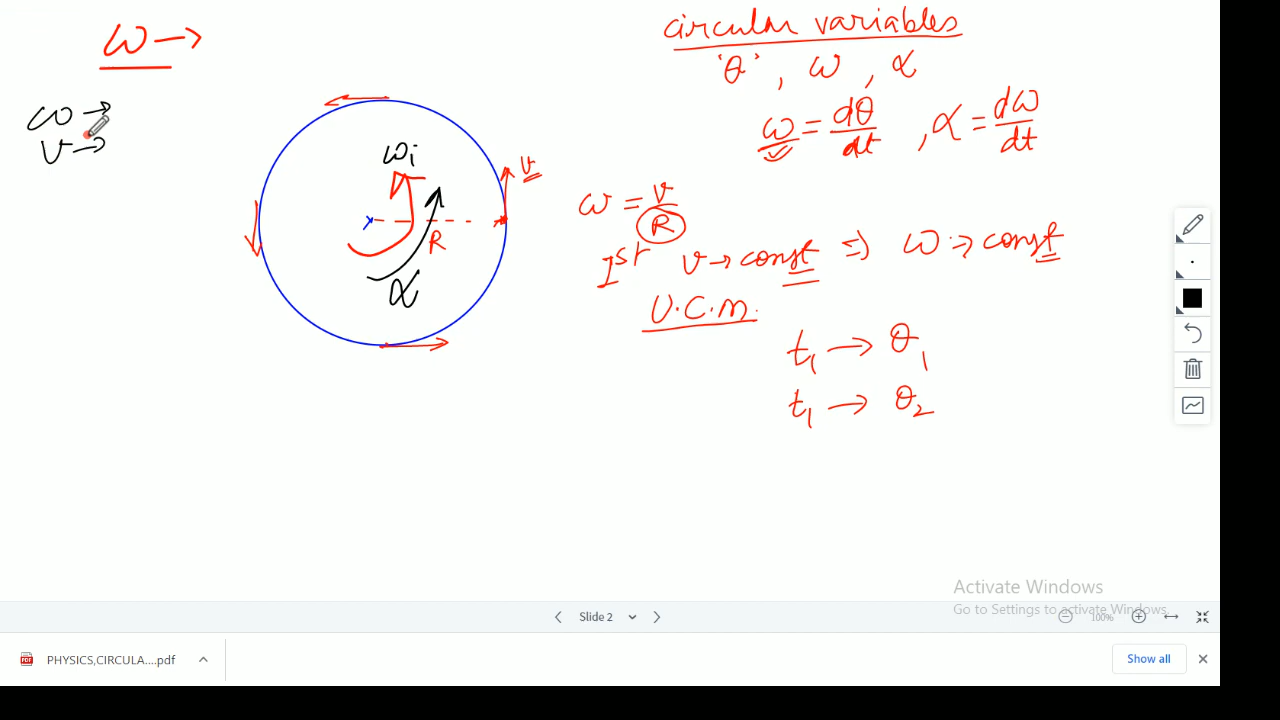 ω →
ω →
v →
circular variables
'θ' , ω , α
ω = dθ/dt , α = dω/dt
ωi
v
R
α
ω = v/R
Ist v → const ⇒ ω ⇒ const
U.C.M.
t1 → θ1
t1 → θ2
Activate Windows
Go to Settings to activate Windows.
Slide 2
100%
PHYSICS,CIRCULA....pdf
Show all